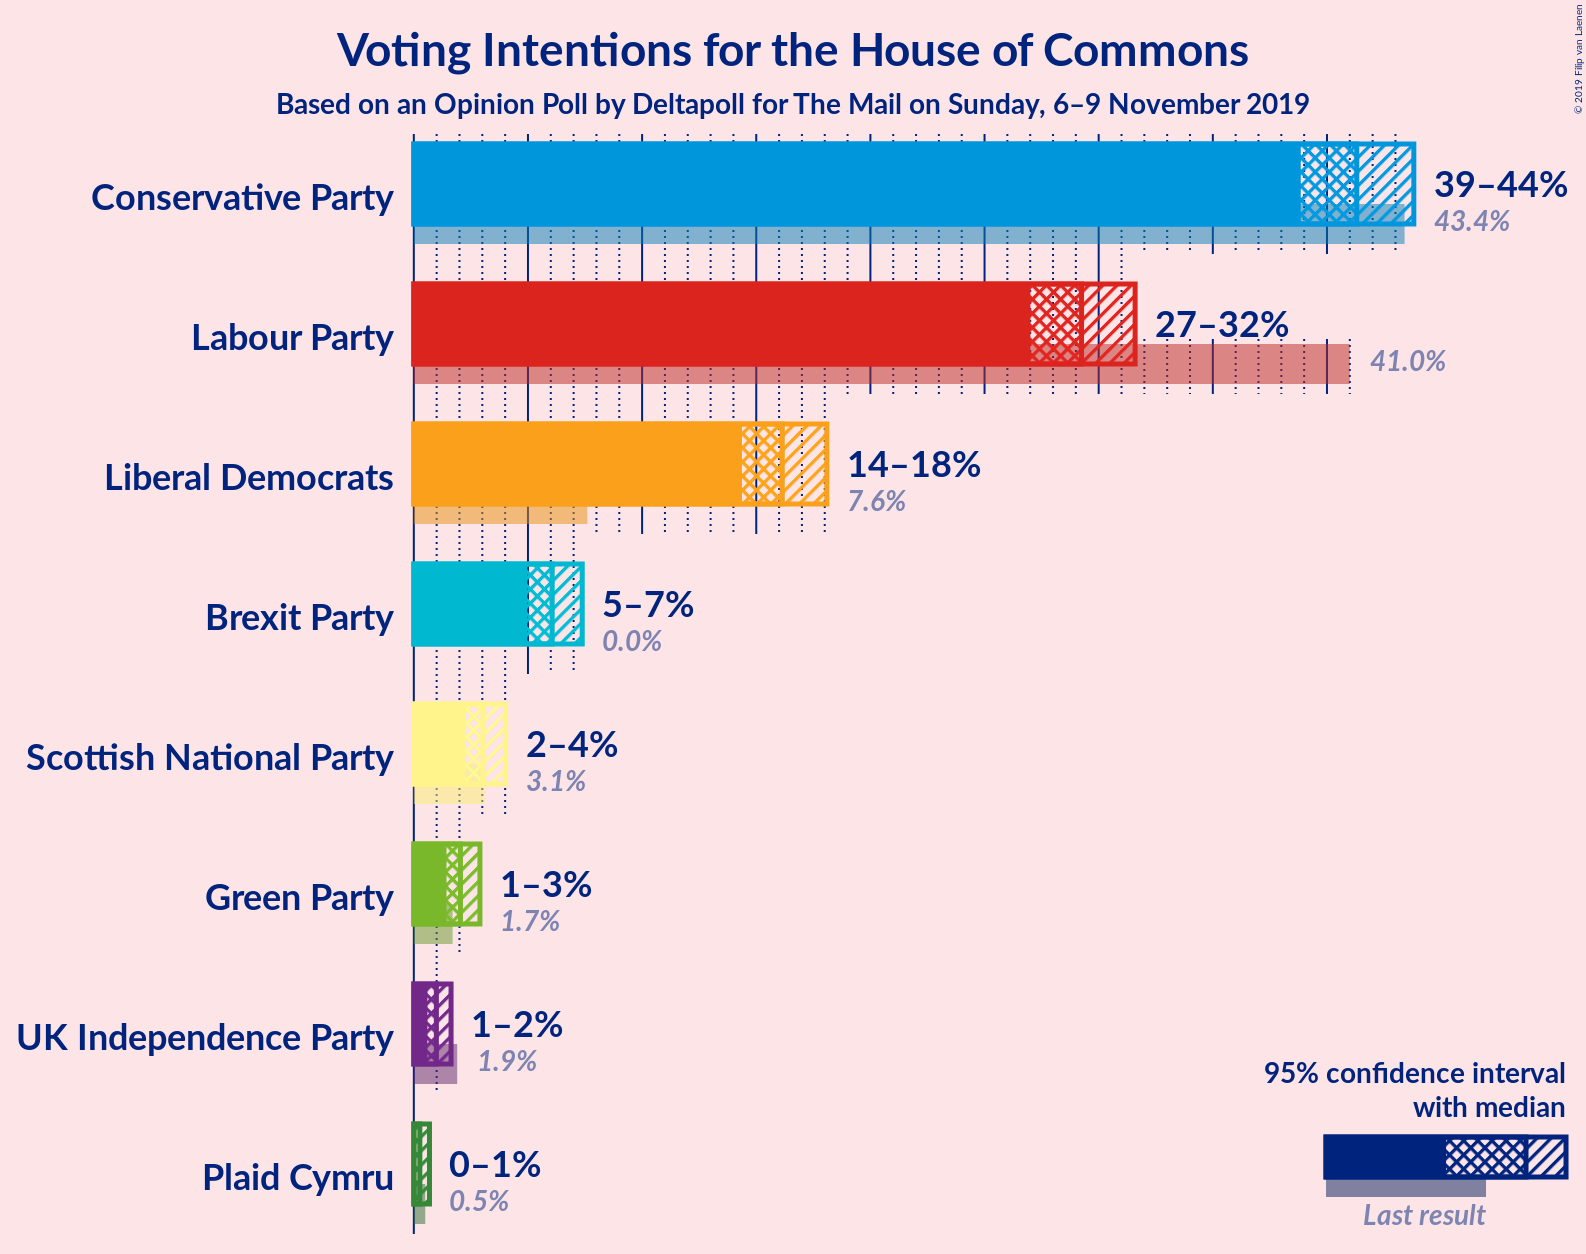 Voting Intentions for the House of Commons
Based on an Opinion Poll by Deltapoll for The Mail on Sunday, 6–9 November 2019
© 2019 Filip van Laenen
Conservative Party
39–44%
43.4%
Labour Party
27–32%
41.0%
Liberal Democrats
14–18%
7.6%
Brexit Party
5–7%
0.0%
Scottish National Party
2–4%
3.1%
Green Party
1–3%
1.7%
UK Independence Party
1–2%
1.9%
Plaid Cymru
0–1%
0.5%
95% confidence interval
with median
Last result